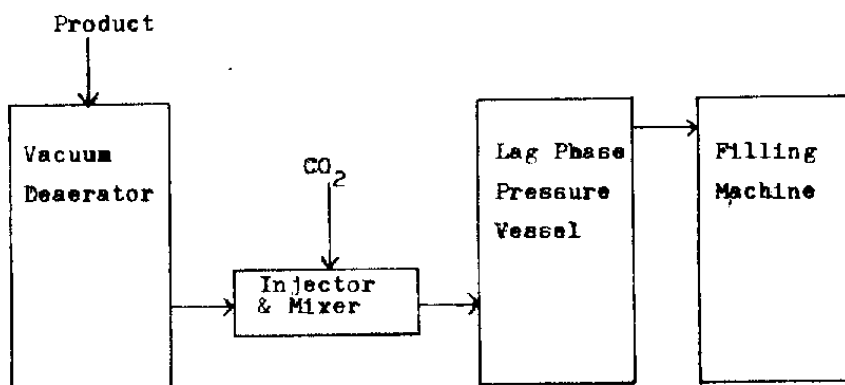 Product
Vacuum
Deaerator
CO₂
Injector
& Mixer
Lag Phase
Pressure
Vessel
Filling
Machine